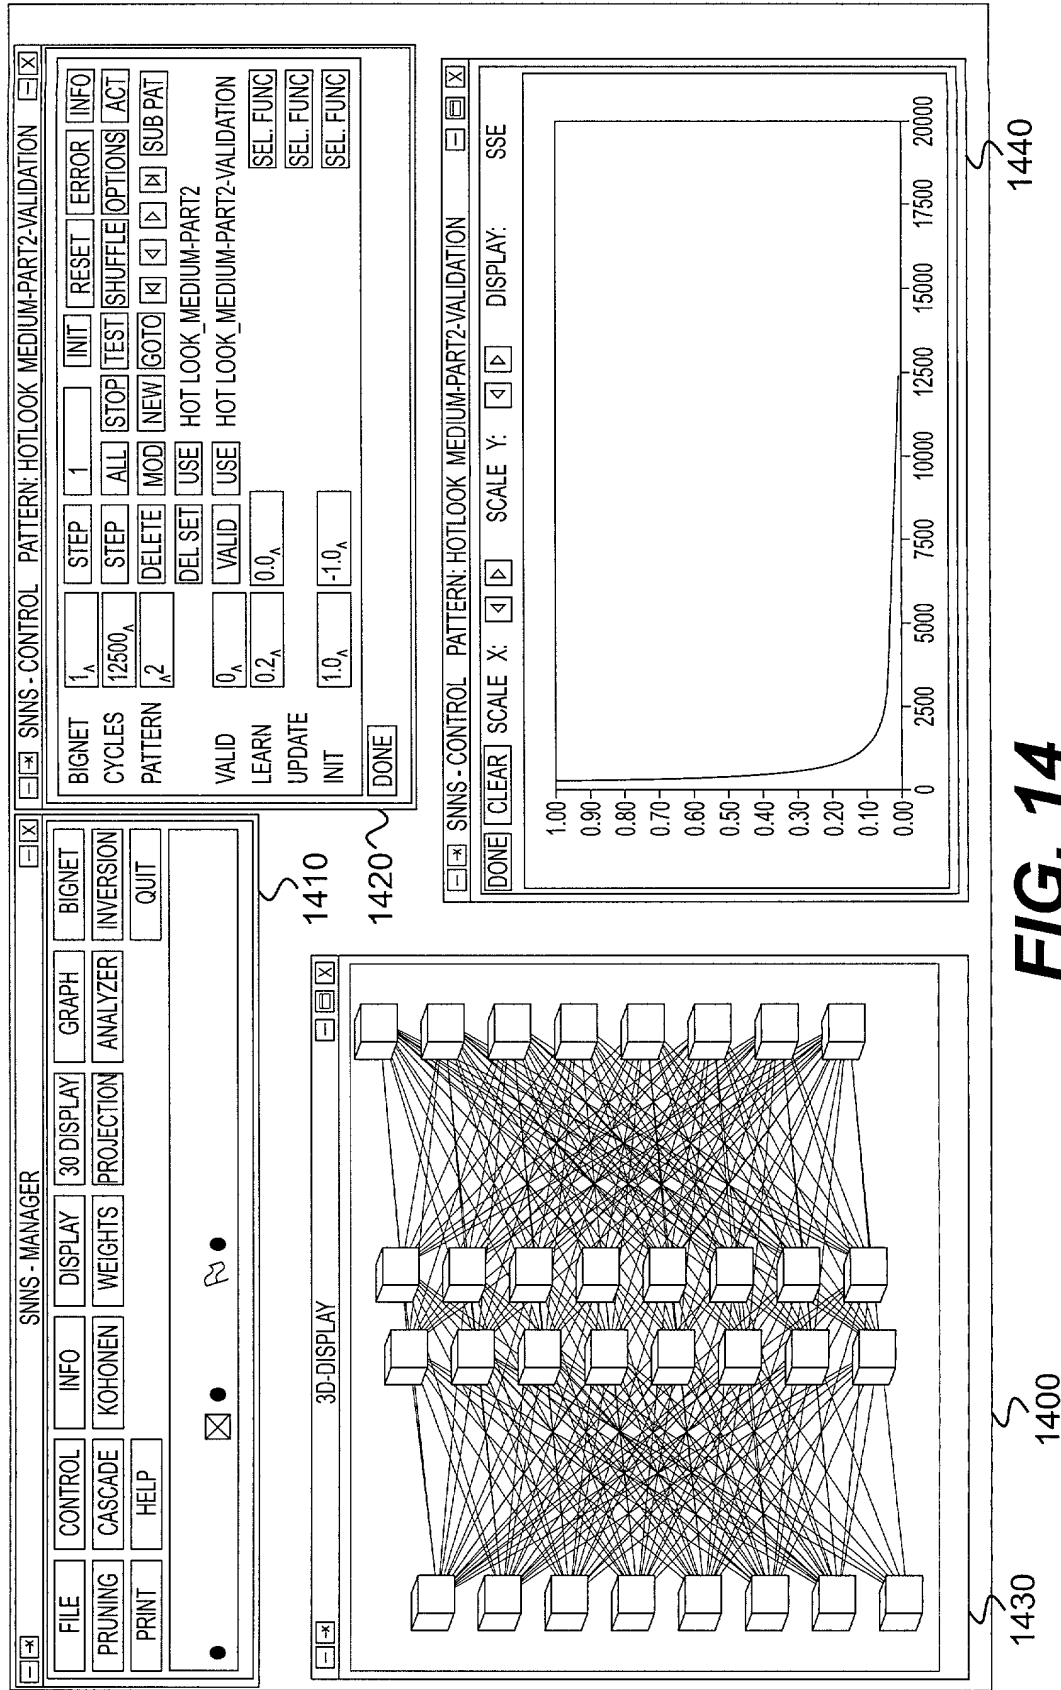 SNNS - MANAGER
FILE CONTROL INFO DISPLAY 30 DISPLAY GRAPH BIGNET
PRUNING CASCADE KOHONEN WEIGHTS PROJECTION ANALYZER INVERSION
PRINT HELP QUIT
1410
SNNS - CONTROL PATTERN: HOTLOOK MEDIUM-PART2-VALIDATION
BIGNET 1^ STEP 1 INIT RESET ERROR INFO
CYCLES 12500^ STEP ALL STOP TEST SHUFFLE OPTIONS ACT
PATTERN ^2 DELETE MOD NEW GOTO SUB PAT
DEL SET USE HOT LOOK_MEDIUM-PART2
VALID 0^ VALID USE HOT LOOK_MEDIUM-PART2-VALIDATION
LEARN 0.2^ 0.0^ SEL. FUNC
UPDATE SEL. FUNC
INIT 1.0^ -1.0^ SEL. FUNC
DONE
1420
3D-DISPLAY
1430
1400
SNNS - CONTROL PATTERN: HOTLOOK MEDIUM-PART2-VALIDATION
DONE CLEAR SCALE X: SCALE Y: DISPLAY: SSE
1.00
0.90
0.80
0.70
0.60
0.50
0.40
0.30
0.20
0.10
0.00
0 2500 5000 7500 10000 12500 15000 17500 20000
1440
FIG. 14